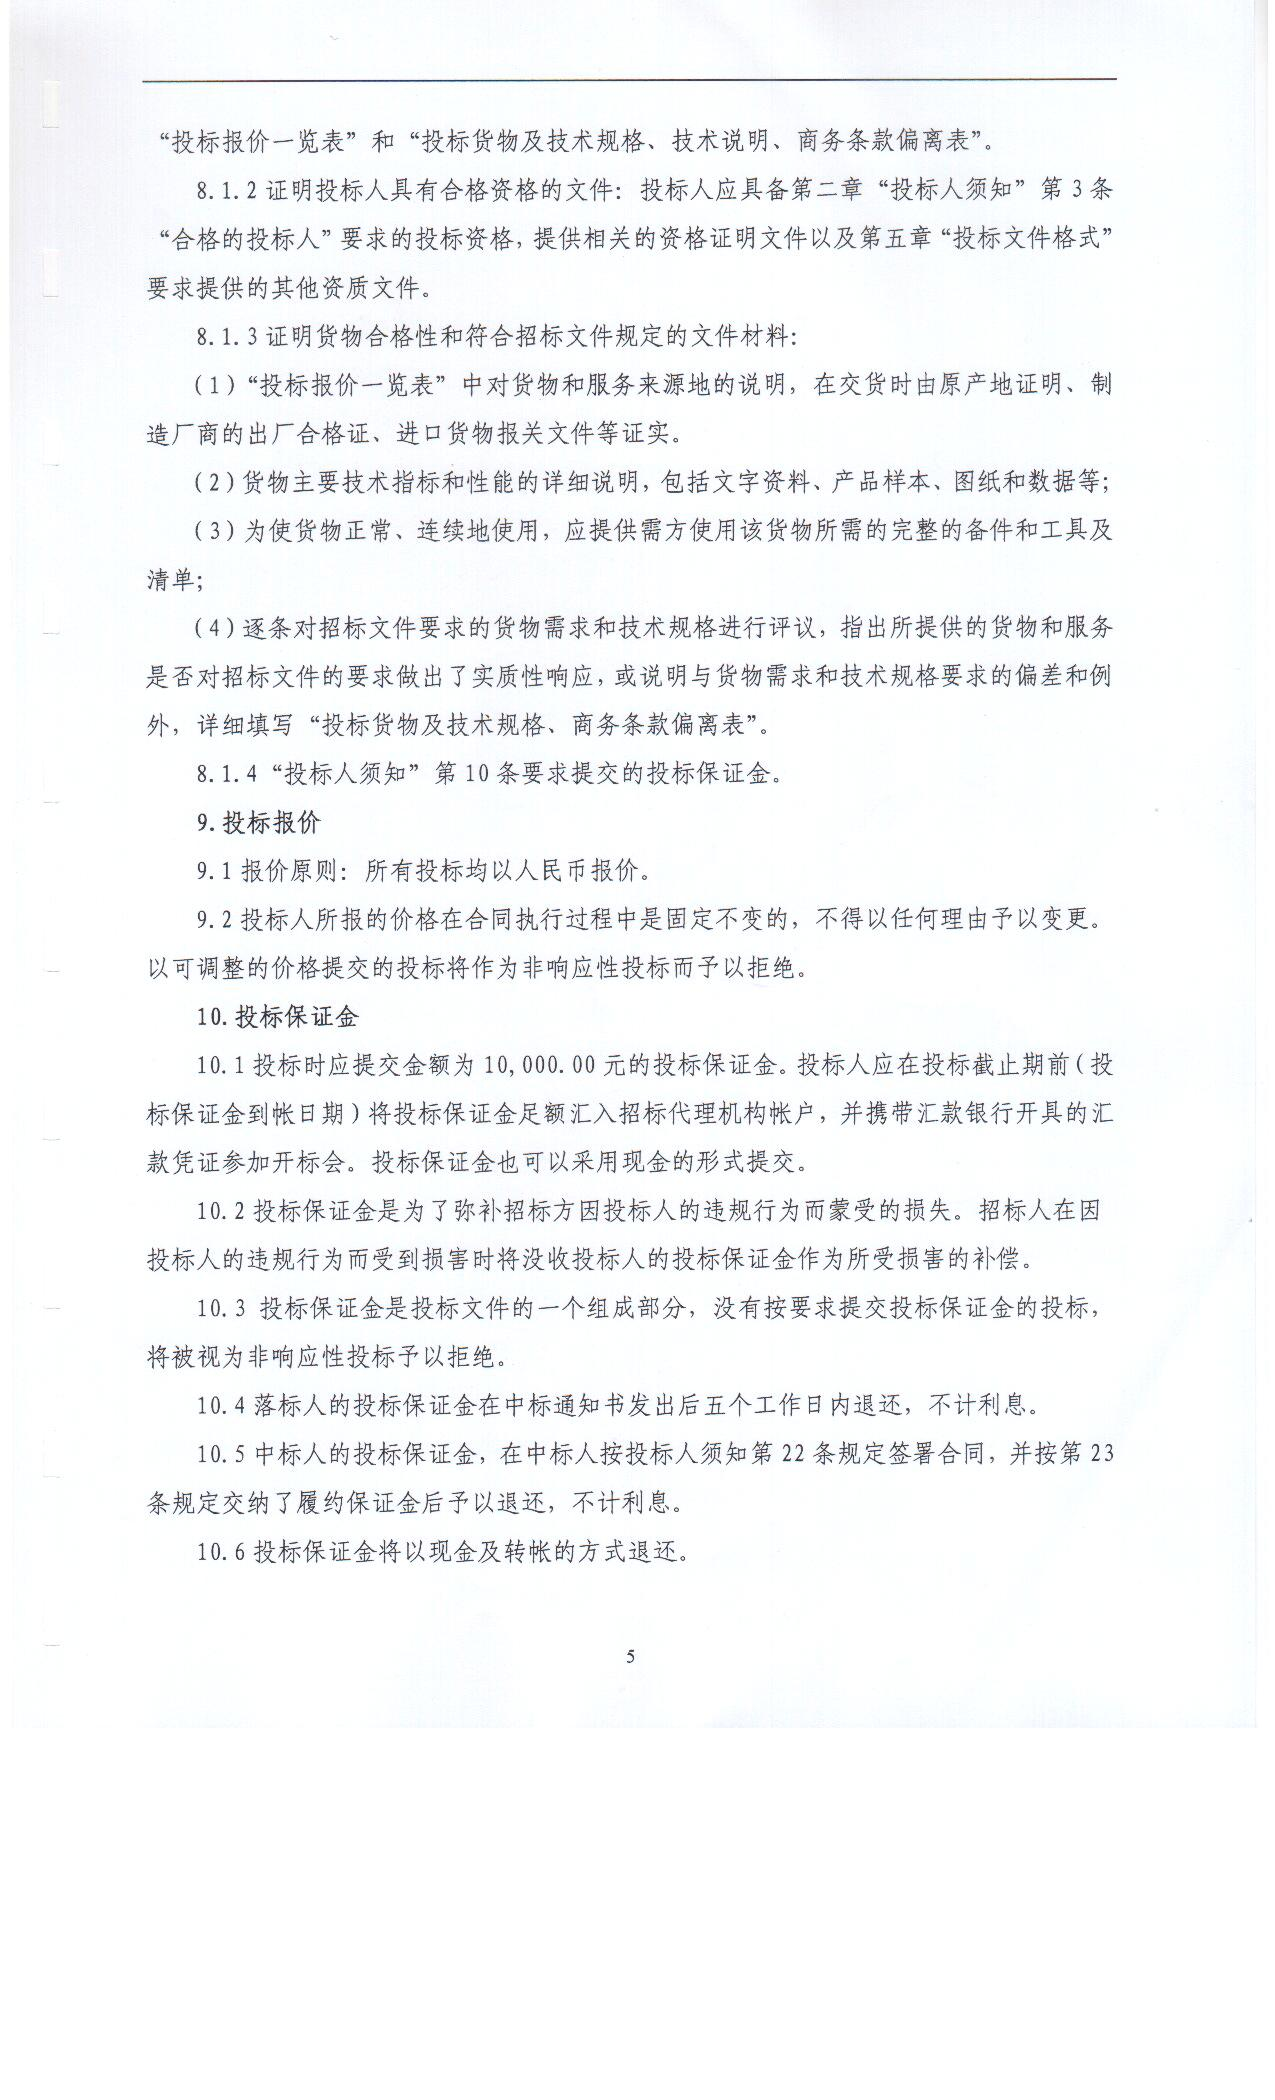 “投标报价一览表”和“投标货物及技术规格、技术说明、商务条款偏离表”。
8.1.2证明投标人具有合格资格的文件：投标人应具备第二章“投标人须知”第3条
“合格的投标人”要求的投标资格，提供相关的资格证明文件以及第五章“投标文件格式”
要求提供的其他资质文件。
8.1.3证明货物合格性和符合招标文件规定的文件材料：
（1）“投标报价一览表”中对货物和服务来源地的说明，在交货时由原产地证明、制
造厂商的出厂合格证、进口货物报关文件等证实。
（2）货物主要技术指标和性能的详细说明，包括文字资料、产品样本、图纸和数据等；
（3）为使货物正常、连续地使用，应提供需方使用该货物所需的完整的备件和工具及
清单；
（4）逐条对招标文件要求的货物需求和技术规格进行评议，指出所提供的货物和服务
是否对招标文件的要求做出了实质性响应，或说明与货物需求和技术规格要求的偏差和例
外，详细填写“投标货物及技术规格、商务条款偏离表”。
8.1.4“投标人须知”第10条要求提交的投标保证金。
9.投标报价
9.1报价原则：所有投标均以人民币报价。
9.2投标人所报的价格在合同执行过程中是固定不变的，不得以任何理由予以变更。
以可调整的价格提交的投标将作为非响应性投标而予以拒绝。
10.投标保证金
10.1投标时应提交金额为10,000.00元的投标保证金。投标人应在投标截止期前（投
标保证金到帐日期）将投标保证金足额汇入招标代理机构帐户，并携带汇款银行开具的汇
款凭证参加开标会。投标保证金也可以采用现金的形式提交。
10.2投标保证金是为了弥补招标方因投标人的违规行为而蒙受的损失。招标人在因
投标人的违规行为而受到损害时将没收投标人的投标保证金作为所受损害的补偿。
10.3 投标保证金是投标文件的一个组成部分，没有按要求提交投标保证金的投标，
将被视为非响应性投标予以拒绝。
10.4落标人的投标保证金在中标通知书发出后五个工作日内退还，不计利息。
10.5中标人的投标保证金，在中标人按投标人须知第22条规定签署合同，并按第23
条规定交纳了履约保证金后予以退还，不计利息。
10.6投标保证金将以现金及转帐的方式退还。
5